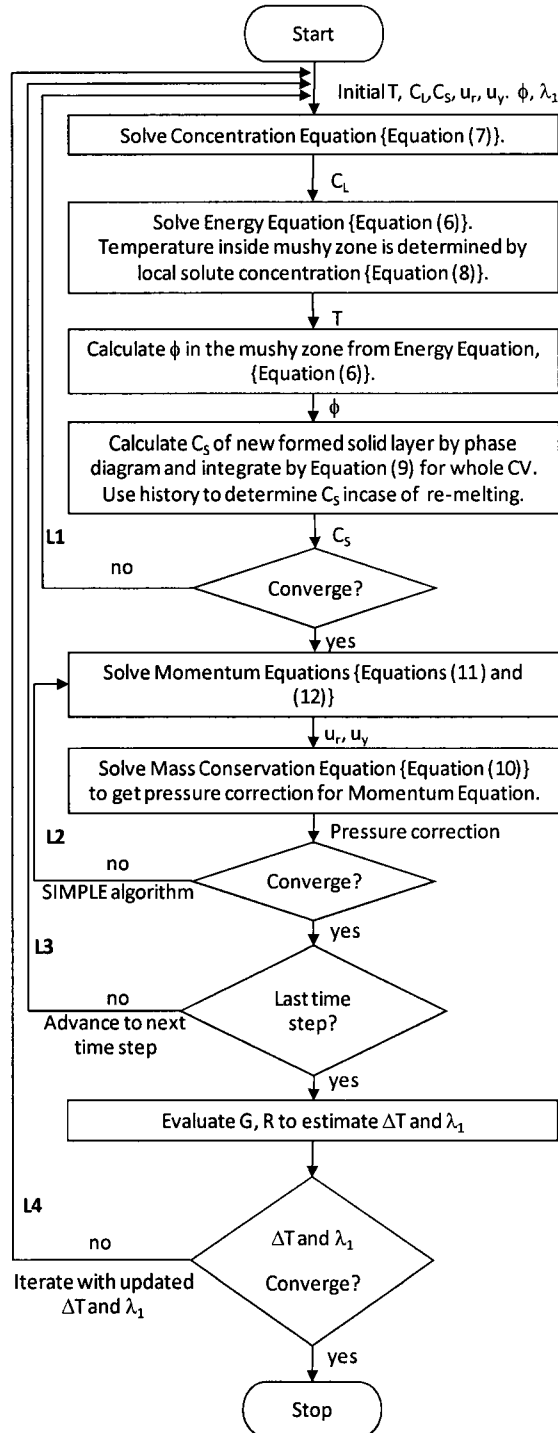 Start
Initial T, C_L, C_S, u_r, u_y. ϕ, λ_1
Solve Concentration Equation {Equation (7)}.
C_L
Solve Energy Equation {Equation (6)}.
Temperature inside mushy zone is determined by
local solute concentration {Equation (8)}.
T
Calculate ϕ in the mushy zone from Energy Equation,
{Equation (6)}.
ϕ
Calculate C_S of new formed solid layer by phase
diagram and integrate by Equation (9) for whole CV.
Use history to determine C_S incase of re-melting.
L1
C_S
no
Converge?
yes
Solve Momentum Equations {Equations (11) and
(12)}
u_r, u_y
Solve Mass Conservation Equation {Equation (10)}
to get pressure correction for Momentum Equation.
L2
Pressure correction
no
Converge?
SIMPLE algorithm
yes
L3
no
Last time
step?
Advance to next
time step
yes
Evaluate G, R to estimate ΔT and λ_1
L4
no
ΔT and λ_1
Converge?
Iterate with updated
ΔT and λ_1
yes
Stop